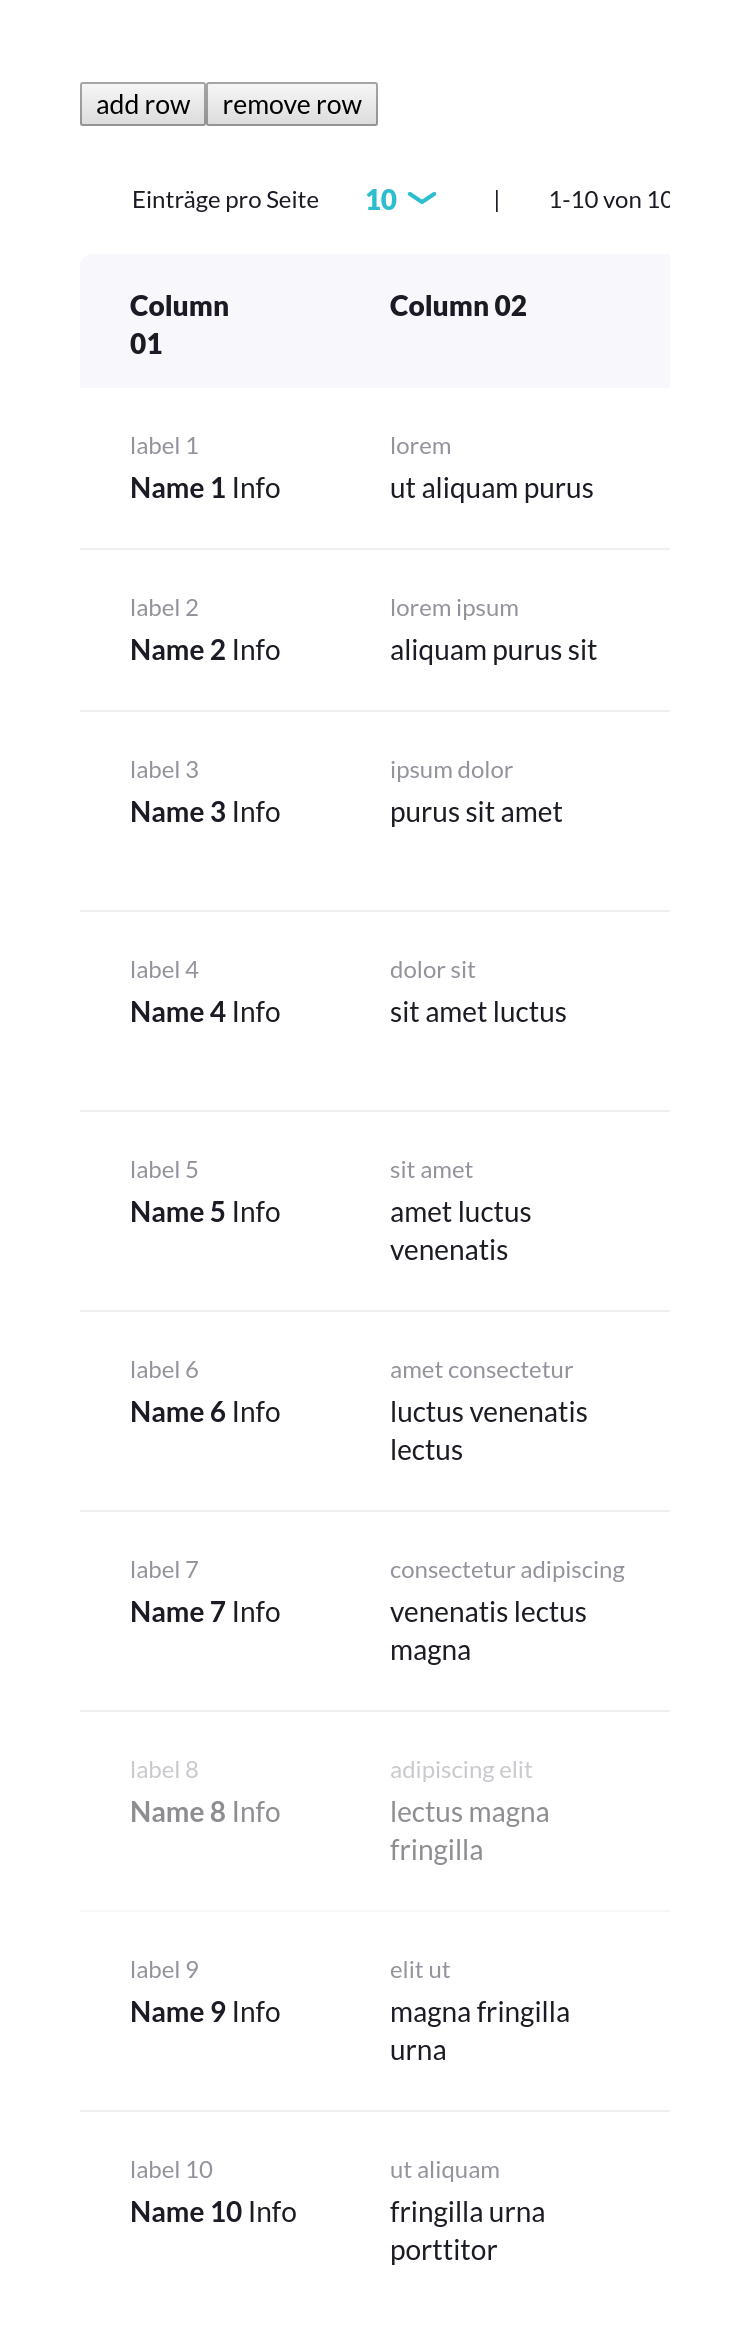 add row remove row
Einträge pro Seite 10 | 1-10 von 10
Column 01 Column 02
label 1 lorem
Name 1 Info ut aliquam purus
label 2 lorem ipsum
Name 2 Info aliquam purus sit
label 3 ipsum dolor
Name 3 Info purus sit amet
label 4 dolor sit
Name 4 Info sit amet luctus
label 5 sit amet
Name 5 Info amet luctus
venenatis
label 6 amet consectetur
Name 6 Info luctus venenatis
lectus
label 7 consectetur adipiscing
Name 7 Info venenatis lectus
magna
label 8 adipiscing elit
Name 8 Info lectus magna
fringilla
label 9 elit ut
Name 9 Info magna fringilla
urna
label 10 ut aliquam
Name 10 Info fringilla urna
porttitor